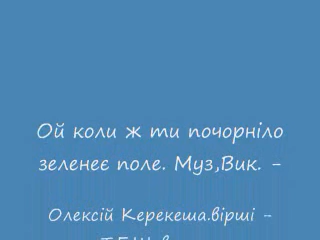 Ой коли ж ти почорніло
зеленеє поле. Муз,Вик. -
Олексій Керекеша.вірші -